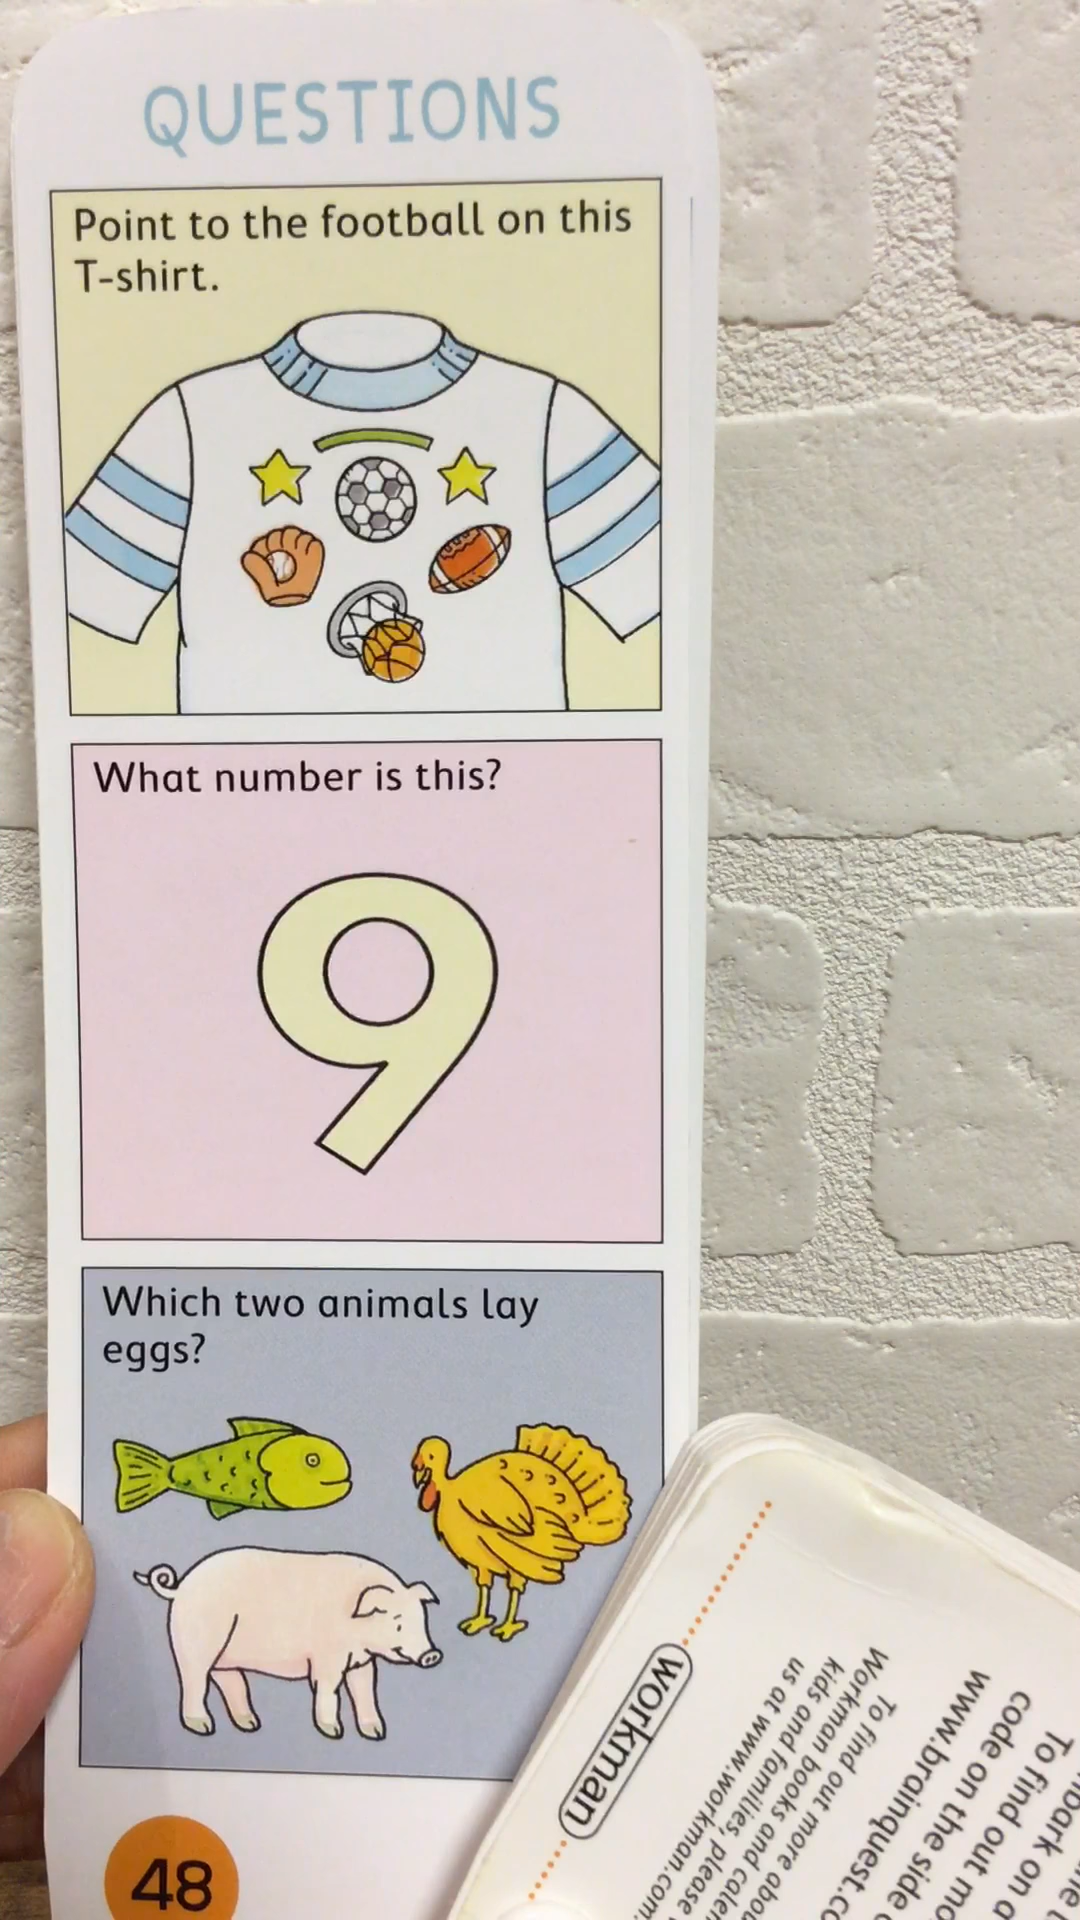 QUESTIONS
Point to the football on this
T-shirt.
What number is this?
9
Which two animals lay
eggs?
48
workman
To find out more abou
Workman books and calen
kids and families, please
us at www.workman.com.
To find out mo
code on the side
www.brainquest.co